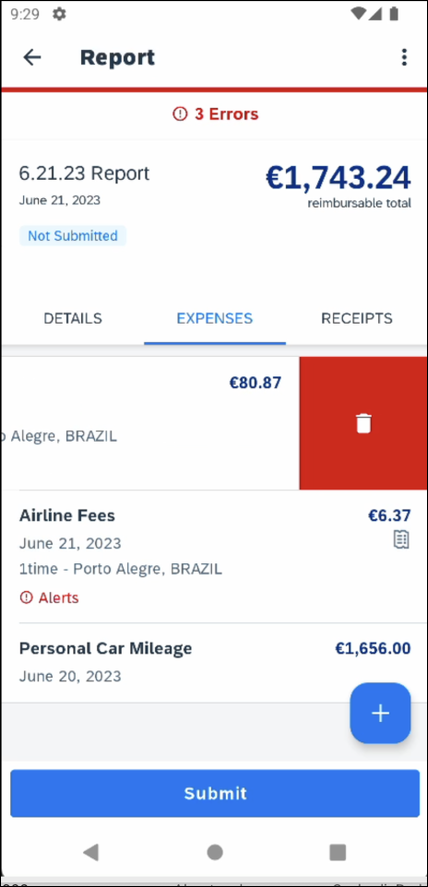 9:29
Report
3 Errors
6.21.23 Report
€1,743.24
June 21, 2023
reimbursable total
Not Submitted
DETAILS EXPENSES RECEIPTS
€80.87
Alegre, BRAZIL
Airline Fees
€6.37
June 21, 2023
1time - Porto Alegre, BRAZIL
Alerts
Personal Car Mileage
€1,656.00
June 20, 2023
+
Submit